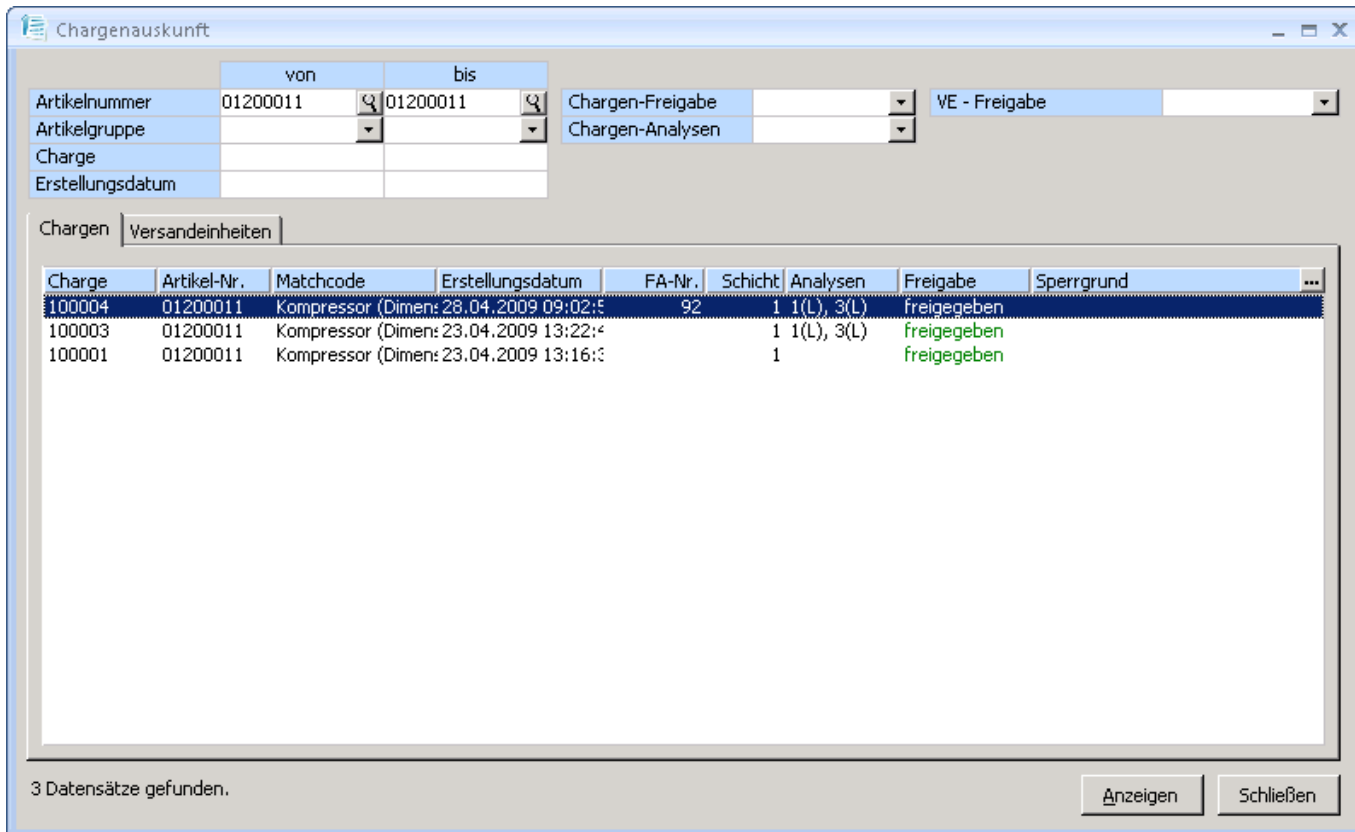 Chargenauskunft
von bis
Artikelnummer 01200011 01200011 Chargen-Freigabe VE - Freigabe
Artikelgruppe Chargen-Analysen
Charge
Erstellungsdatum
Chargen Versandeinheiten
Charge Artikel-Nr. Matchcode Erstellungsdatum FA-Nr. Schicht Analysen Freigabe Sperrgrund ...
100004 01200011 Kompressor (Dimens 28.04.2009 09:02:5 92 1 1(L), 3(L) freigegeben
100003 01200011 Kompressor (Dimens 23.04.2009 13:22:4 1 1(L), 3(L) freigegeben
100001 01200011 Kompressor (Dimens 23.04.2009 13:16:3 1 freigegeben
3 Datensätze gefunden. Anzeigen Schließen